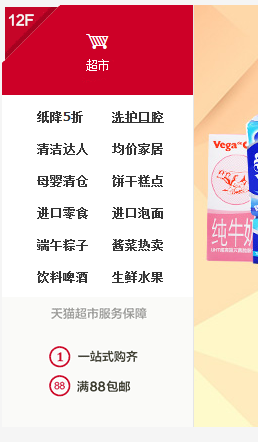 12F
超市
纸降5折 洗护口腔
清洁达人 均价家居
母婴清仓 饼干糕点
进口零食 进口泡面
端午粽子 酱菜热卖
饮料啤酒 生鲜水果
天猫超市服务保障
1 一站式购齐
88 满88包邮
Vega
纯牛奶